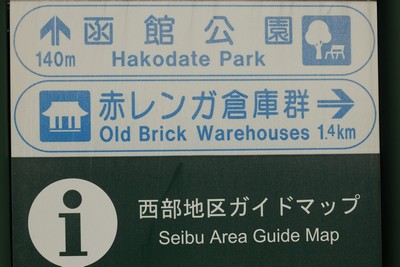 函館公園
140m Hakodate Park
赤レンガ倉庫群
Old Brick Warehouses 1.4km
i
西部地区ガイドマップ
Seibu Area Guide Map